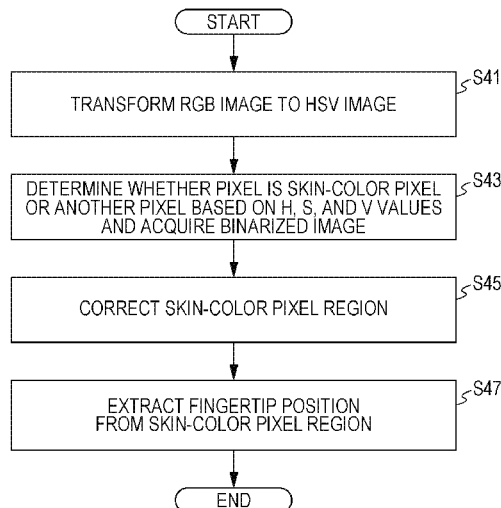 START
S41
TRANSFORM RGB IMAGE TO HSV IMAGE
S43
DETERMINE WHETHER PIXEL IS SKIN-COLOR PIXEL
OR ANOTHER PIXEL BASED ON H, S, AND V VALUES
AND ACQUIRE BINARIZED IMAGE
S45
CORRECT SKIN-COLOR PIXEL REGION
S47
EXTRACT FINGERTIP POSITION
FROM SKIN-COLOR PIXEL REGION
END